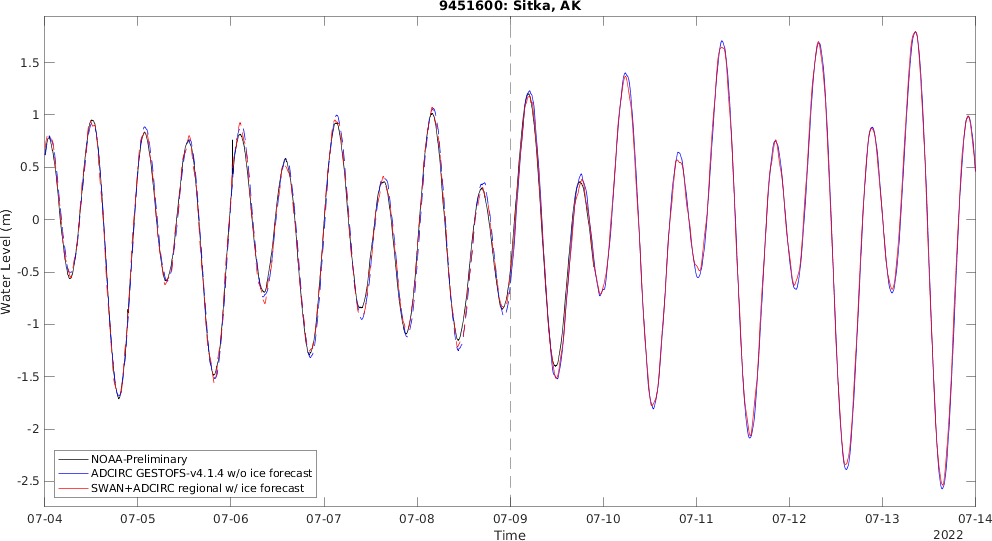 9451600: Sitka, AK
Water Level (m)
1.5
1
0.5
0
-0.5
-1
-1.5
-2
-2.5
NOAA-Preliminary
ADCIRC GESTOFS-v4.1.4 w/o ice forecast
SWAN+ADCIRC regional w/ ice forecast
07-04 07-05 07-06 07-07 07-08 07-09 07-10 07-11 07-12 07-13 07-14
Time
2022